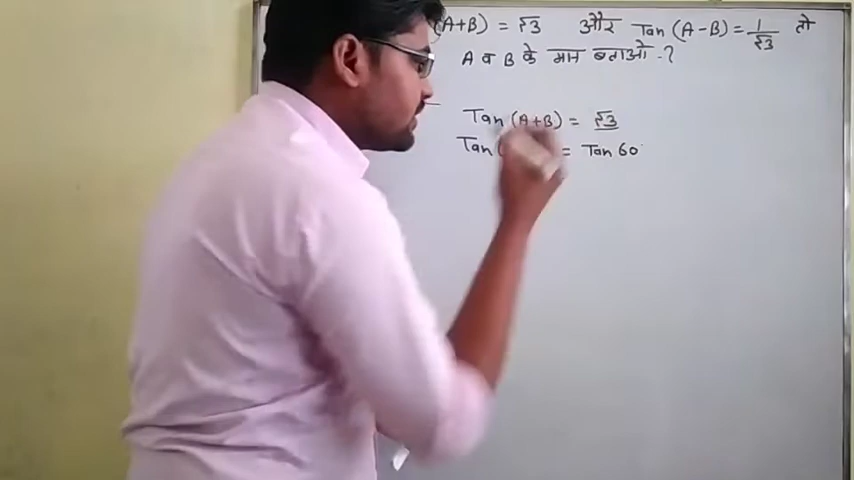 (A+B) = √3 और Tan (A-B) = 1/√3 तो
A व B के मान बताओ - ?
Tan (A+B) = √3
Tan ( = Tan 60°